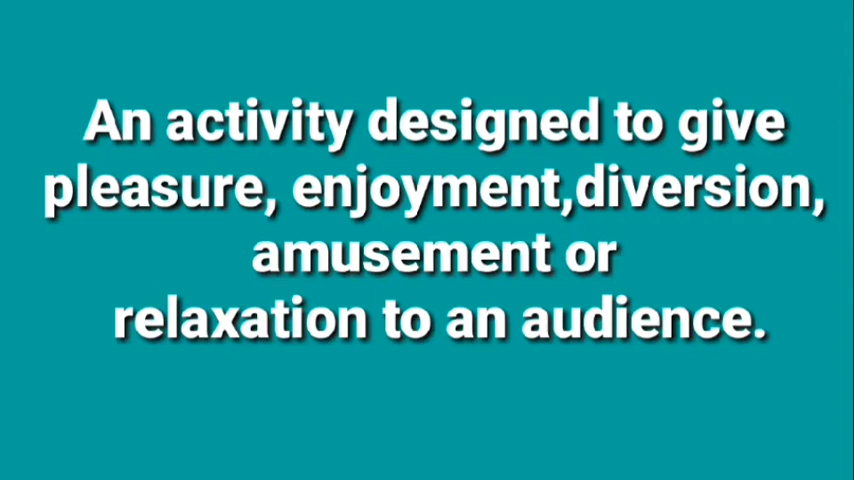 An activity designed to give
pleasure, enjoyment,diversion,
amusement or
relaxation to an audience.